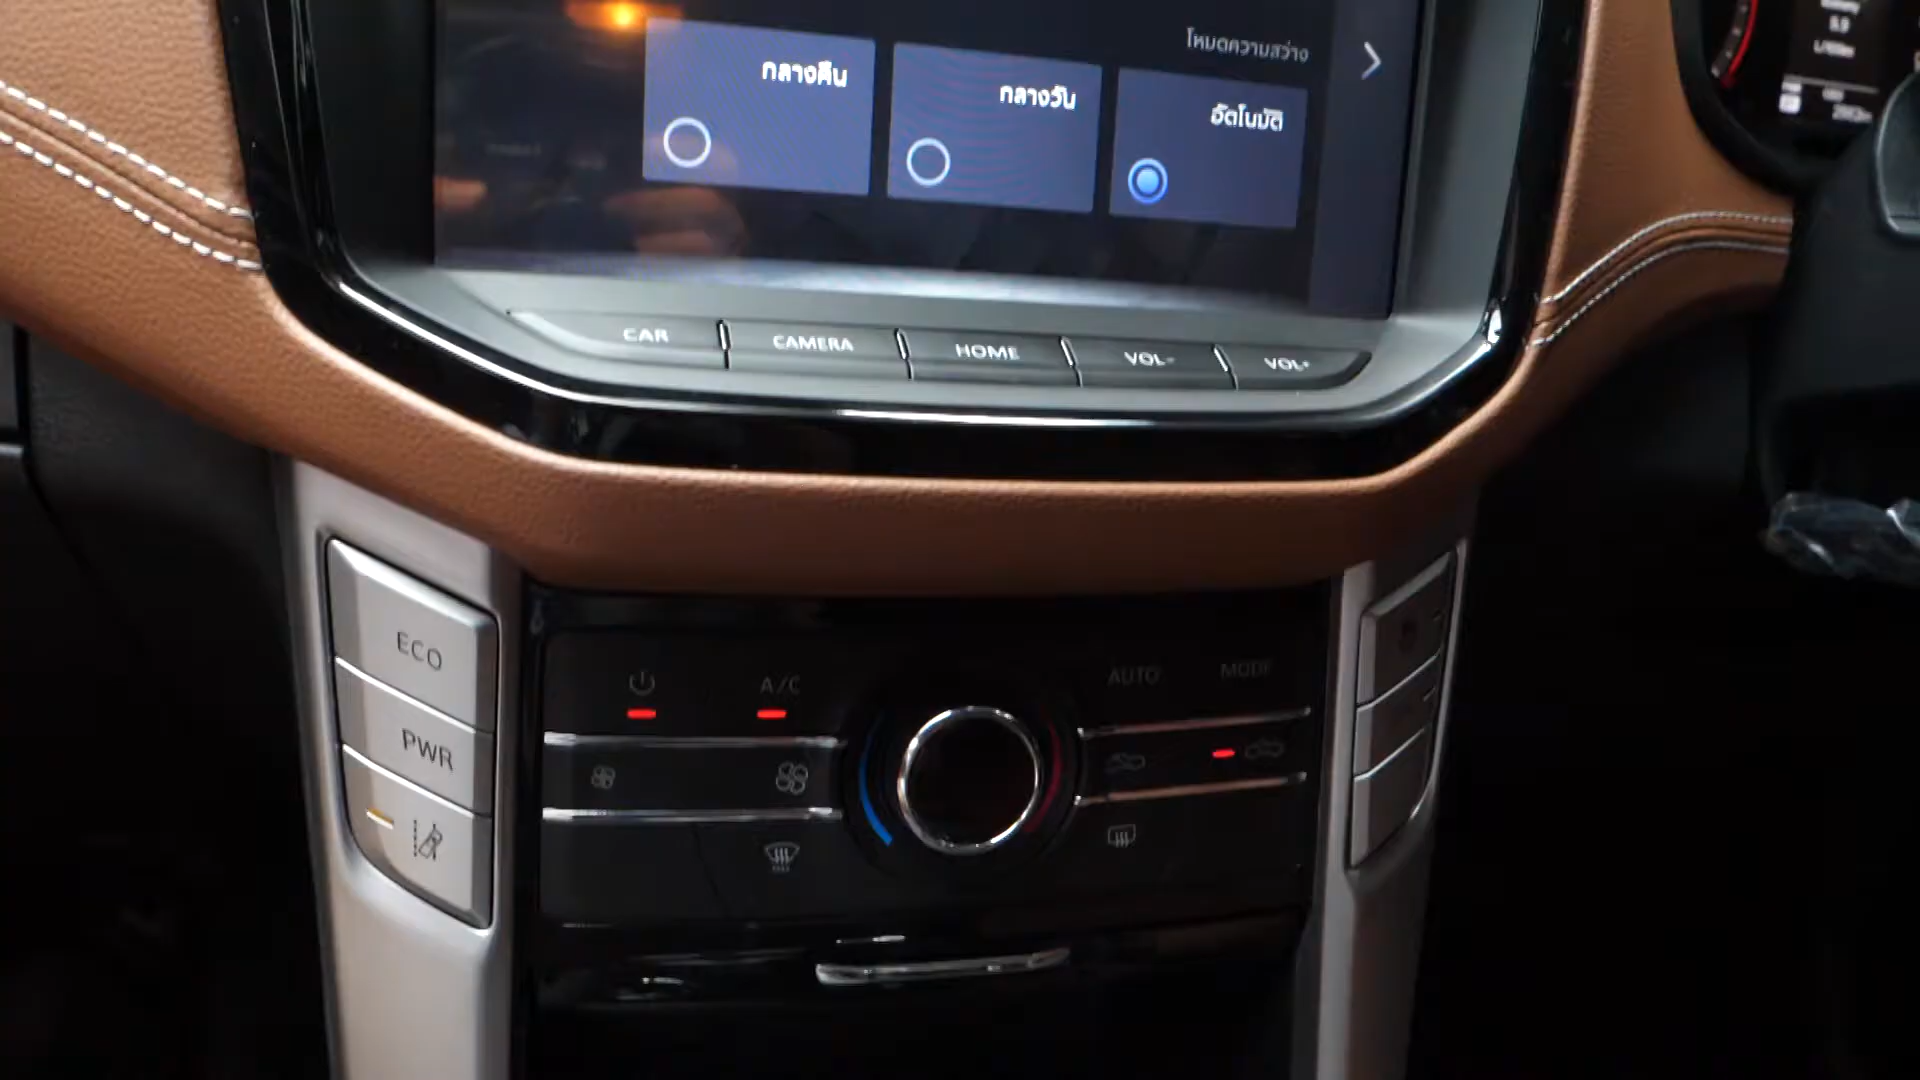 โหมดความสว่าง
กลางคืน
กลางวัน
อัตโนมัติ
CAR
CAMERA
HOME
VOL-
VOL+
ECO
PWR
A/C
AUTO
MODE